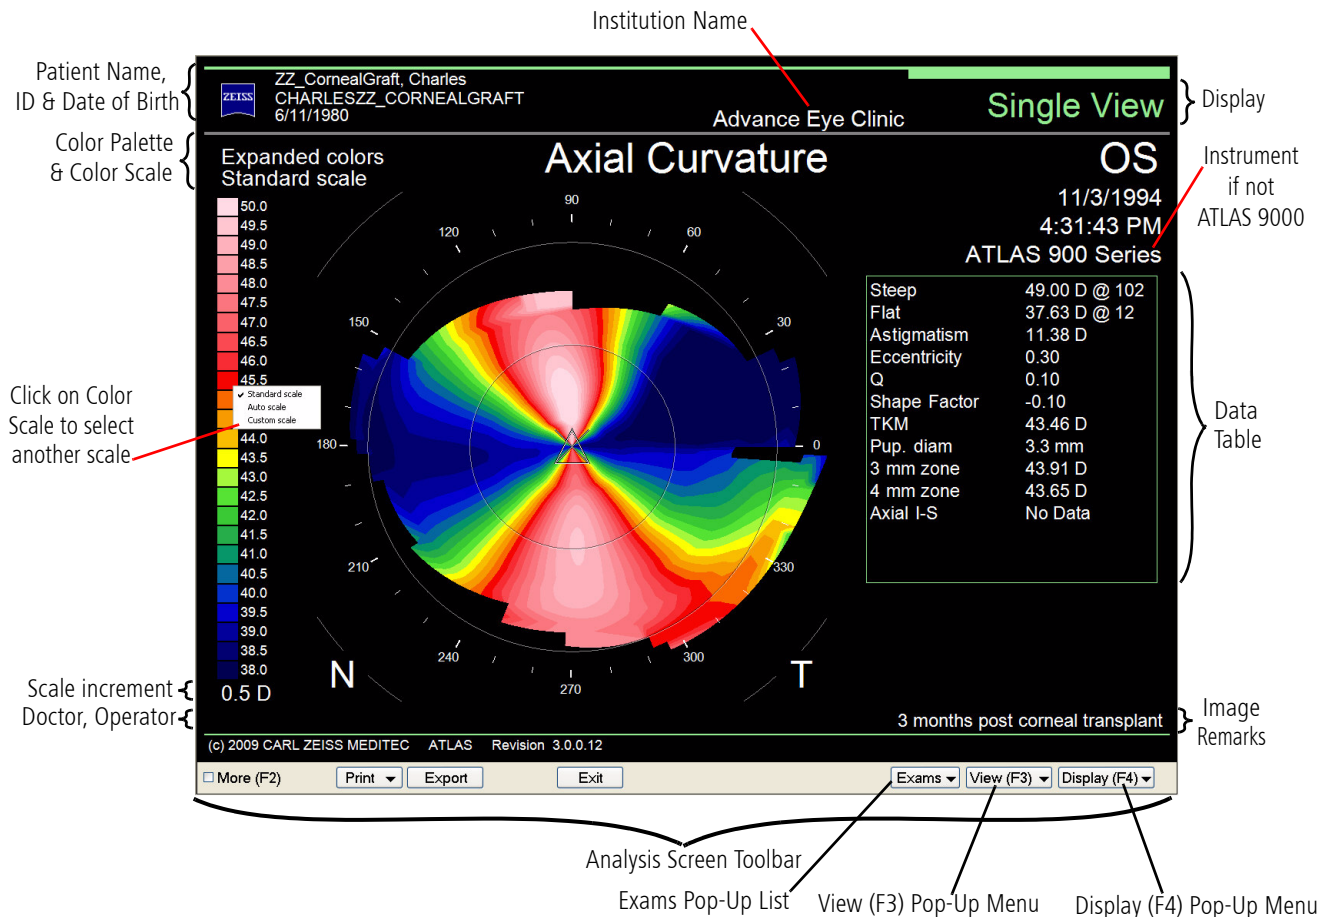 Institution Name
Patient Name,
ID & Date of Birth
ZEISS
ZZ_CornealGraft, Charles
CHARLESZZ_CORNEALGRAFT
6/11/1980
Advance Eye Clinic
Single View
Display
Color Palette
& Color Scale
Expanded colors
Standard scale
Axial Curvature
OS
11/3/1994
4:31:43 PM
ATLAS 900 Series
Instrument
if not
ATLAS 9000
50.0
49.5
49.0
48.5
48.0
47.5
47.0
46.5
46.0
45.5
✔ Standard scale
Auto scale
Custom scale
44.0
43.5
43.0
42.5
42.0
41.5
41.0
40.5
40.0
39.5
39.0
38.5
38.0
0.5 D
Click on Color
Scale to select
another scale
90
120
60
150
30
180
0
210
330
240
300
270
N
T
Steep 49.00 D @ 102
Flat 37.63 D @ 12
Astigmatism 11.38 D
Eccentricity 0.30
Q 0.10
Shape Factor -0.10
TKM 43.46 D
Pup. diam 3.3 mm
3 mm zone 43.91 D
4 mm zone 43.65 D
Axial I-S No Data
Data
Table
Scale increment
Doctor, Operator
3 months post corneal transplant
Image
Remarks
(c) 2009 CARL ZEISS MEDITEC ATLAS Revision 3.0.0.12
More (F2) Print Export Exit Exams View (F3) Display (F4)
Analysis Screen Toolbar
Exams Pop-Up List View (F3) Pop-Up Menu Display (F4) Pop-Up Menu